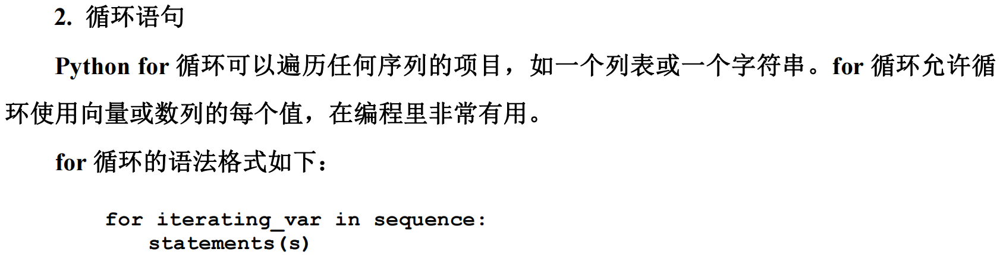 2. 循环语句
Python for 循环可以遍历任何序列的项目，如一个列表或一个字符串。for 循环允许循
环使用向量或数列的每个值，在编程里非常有用。
for 循环的语法格式如下：
for iterating_var in sequence:
    statements(s)